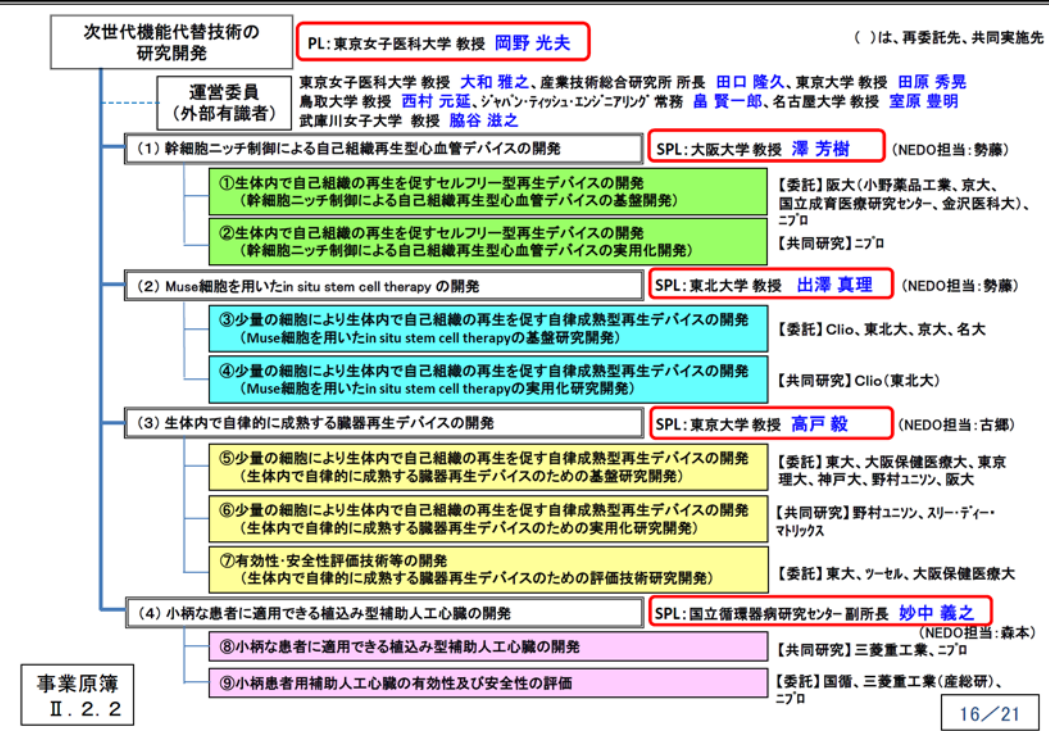 次世代機能代替技術の
研究開発
PL:東京女子医科大学 教授 岡野 光夫
( )は、再委託先、共同実施先
運営委員
(外部有識者)
東京女子医科大学 教授 大和 雅之、産業技術総合研究所 所長 田口 隆久、東京大学 教授 田原 秀晃
鳥取大学 教授 西村 元延、ジャパン・ティッシュ・エンジニアリング 常務 畠 賢一郎、名古屋大学 教授 室原 豊明
武庫川女子大学 教授 脇谷 滋之
(1) 幹細胞ニッチ制御による自己組織再生型心血管デバイスの開発
SPL:大阪大学 教授 澤 芳樹
(NEDO担当:勢藤)
①生体内で自己組織の再生を促すセルフリー型再生デバイスの開発
(幹細胞ニッチ制御による自己組織再生型心血管デバイスの基盤開発)
【委託】阪大(小野薬品工業、京大、
国立成育医療研究センター、金沢医科大)、
ニプロ
②生体内で自己組織の再生を促すセルフリー型再生デバイスの開発
(幹細胞ニッチ制御による自己組織再生型心血管デバイスの実用化開発)
【共同研究】ニプロ
(2) Muse細胞を用いたin situ stem cell therapy の開発
SPL:東北大学 教授 出澤 真理
(NEDO担当:勢藤)
③少量の細胞により生体内で自己組織の再生を促す自律成熟型再生デバイスの開発
(Muse細胞を用いたin situ stem cell therapyの基盤研究開発)
【委託】Clio、東北大、京大、名大
④少量の細胞により生体内で自己組織の再生を促す自律成熟型再生デバイスの開発
(Muse細胞を用いたin situ stem cell therapyの実用化研究開発)
【共同研究】Clio(東北大)
(3) 生体内で自律的に成熟する臓器再生デバイスの開発
SPL:東京大学 教授 高戸 毅
(NEDO担当:古郷)
⑤少量の細胞により生体内で自己組織の再生を促す自律成熟型再生デバイスの開発
(生体内で自律的に成熟する臓器再生デバイスのための基盤研究開発)
【委託】東大、大阪保健医療大、東京
理大、神戸大、野村ユニソン、阪大
⑥少量の細胞により生体内で自己組織の再生を促す自律成熟型再生デバイスの開発
(生体内で自律的に成熟する臓器再生デバイスのための実用化研究開発)
【共同研究】野村ユニソン、スリー・ディー・
マトリックス
⑦有効性・安全性評価技術等の開発
(生体内で自律的に成熟する臓器再生デバイスのための評価技術研究開発)
【委託】東大、ツーセル、大阪保健医療大
(4) 小柄な患者に適用できる植込み型補助人工心臓の開発
SPL:国立循環器病研究センター 副所長 妙中 義之
(NEDO担当:森本)
⑧小柄な患者に適用できる植込み型補助人工心臓の開発
【共同研究】三菱重工業、ニプロ
⑨小柄患者用補助人工心臓の有効性及び安全性の評価
【委託】国循、三菱重工業(産総研)、
ニプロ
事業原簿
Ⅱ.2.2
16/21